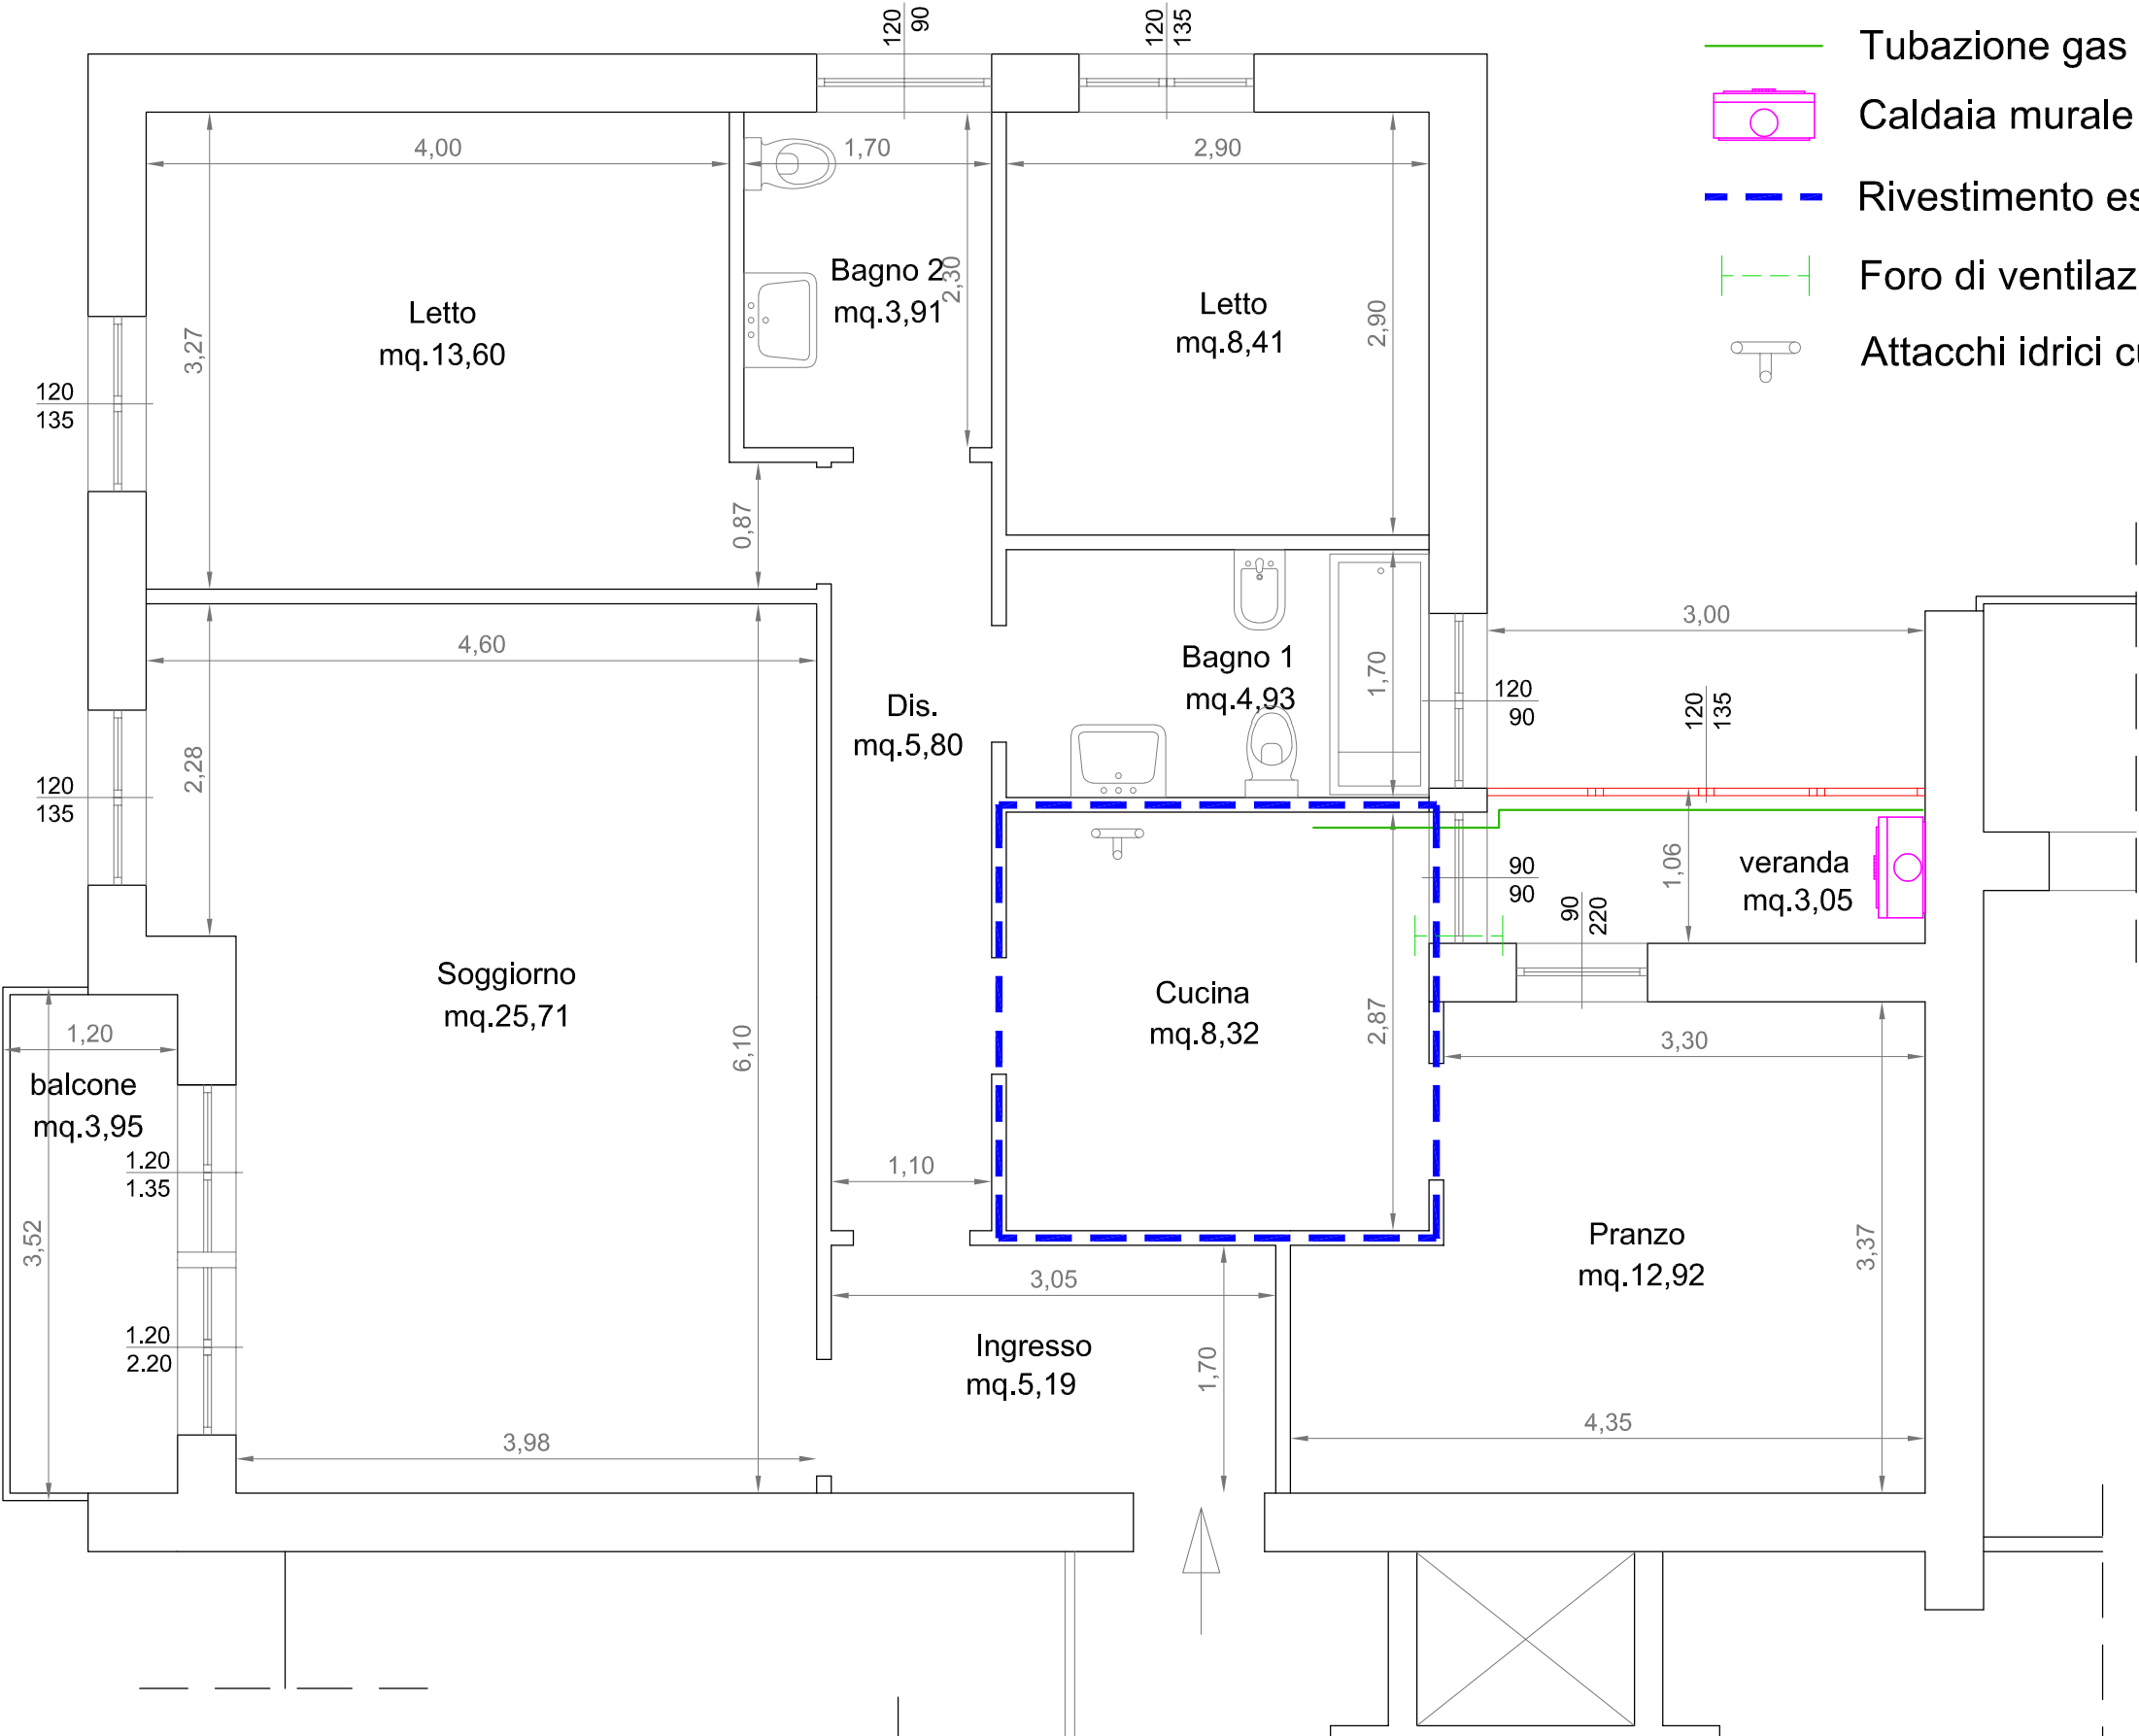 120
90
120
135
Tubazione gas
Caldaia murale
Rivestimento es
Foro di ventilaz
Attacchi idrici cu
4,00
1,70
2,90
3,27
Letto
mq.13,60
Bagno 2
mq.3,91
2,30
Letto
mq.8,41
2,90
120
135
0,87
4,60
2,28
120
135
Dis.
mq.5,80
Bagno 1
mq.4,93
1,70
120
90
3,00
120
135
1,06
veranda
mq.3,05
90
90
90
220
Soggiorno
mq.25,71
6,10
Cucina
mq.8,32
2,87
3,30
1,20
balcone
mq.3,95
3,52
1.20
1.35
1.20
2.20
1,10
3,05
Ingresso
mq.5,19
1,70
Pranzo
mq.12,92
3,37
4,35
3,98